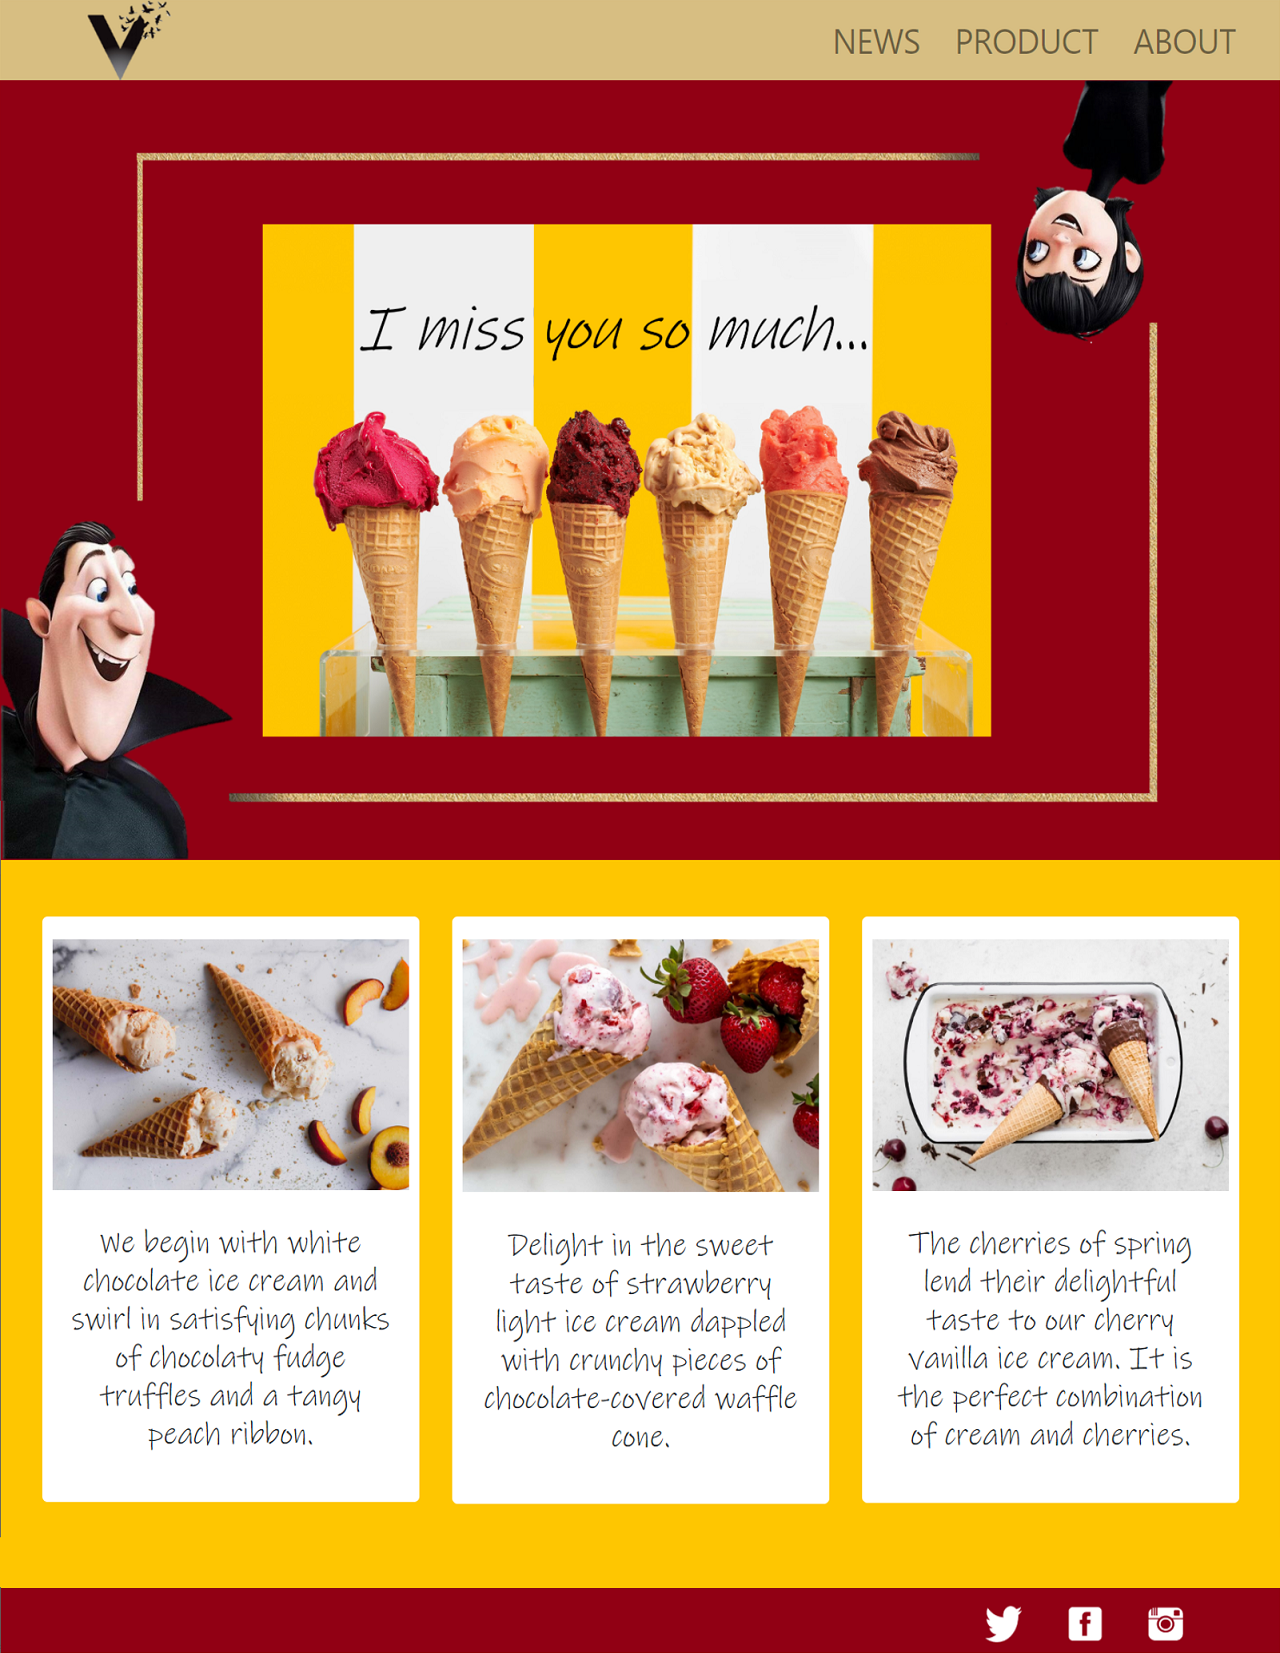 V
NEWS PRODUCT ABOUT
I miss you so much...
We begin with white
chocolate ice cream and
swirl in satisfying chunks
of chocolaty fudge
truffles and a tangy
peach ribbon.
Delight in the sweet
taste of strawberry
light ice cream dappled
with crunchy pieces of
chocolate-covered waffle
cone.
The cherries of spring
lend their delightful
taste to our cherry
vanilla ice cream. It is
the perfect combination
of cream and cherries.